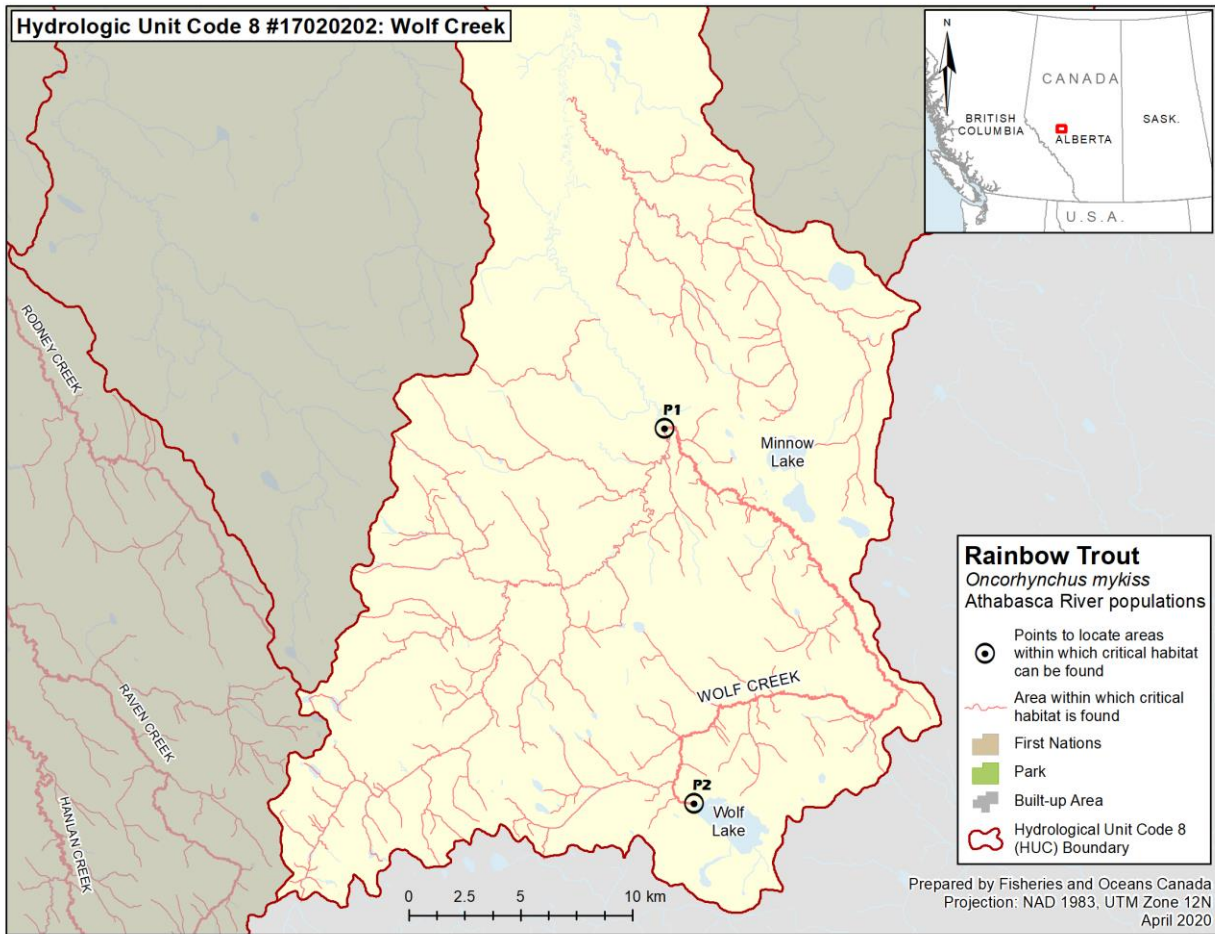 Hydrologic Unit Code 8 #17020202: Wolf Creek
N
CANADA
BRITISH
COLUMBIA
ALBERTA
SASK.
U.S.A.
RODNEY CREEK
P1
Minnow
Lake
WOLF CREEK
RAVEN CREEK
P2
Wolf
Lake
HANLAN CREEK
0 2.5 5 10 km
Rainbow Trout
Oncorhynchus mykiss
Athabasca River populations
Points to locate areas
within which critical habitat
can be found
Area within which critical
habitat is found
First Nations
Park
Built-up Area
Hydrological Unit Code 8
(HUC) Boundary
Prepared by Fisheries and Oceans Canada
Projection: NAD 1983, UTM Zone 12N
April 2020